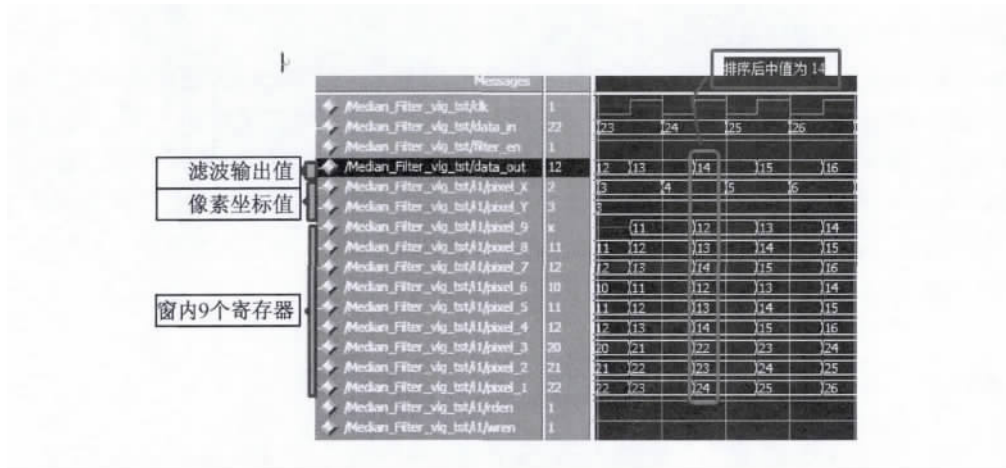 排序后中值为 14
Messages
/Median_Filter_vlg_tst/clk 1
/Median_Filter_vlg_tst/data_in 22 23 24 25 26
/Median_Filter_vlg_tst/filter_en 1
滤波输出值 /Median_Filter_vlg_tst/data_out 12 12 13 14 15 16
像素坐标值 /Median_Filter_vlg_tst/i1/pixel_X 2 3 4 5 6
/Median_Filter_vlg_tst/i1/pixel_Y 3 3
/Median_Filter_vlg_tst/i1/pixel_9 x 11 12 13 14
/Median_Filter_vlg_tst/i1/pixel_8 11 11 12 13 14 15
/Median_Filter_vlg_tst/i1/pixel_7 12 12 13 14 15 16
窗内9个寄存器 /Median_Filter_vlg_tst/i1/pixel_6 10 10 11 12 13 14
/Median_Filter_vlg_tst/i1/pixel_5 11 11 12 13 14 15
/Median_Filter_vlg_tst/i1/pixel_4 12 12 13 14 15 16
/Median_Filter_vlg_tst/i1/pixel_3 20 20 21 22 23 24
/Median_Filter_vlg_tst/i1/pixel_2 21 21 22 23 24 25
/Median_Filter_vlg_tst/i1/pixel_1 22 22 23 24 25 26
/Median_Filter_vlg_tst/i1/rden 1
/Median_Filter_vlg_tst/i1/wren 1